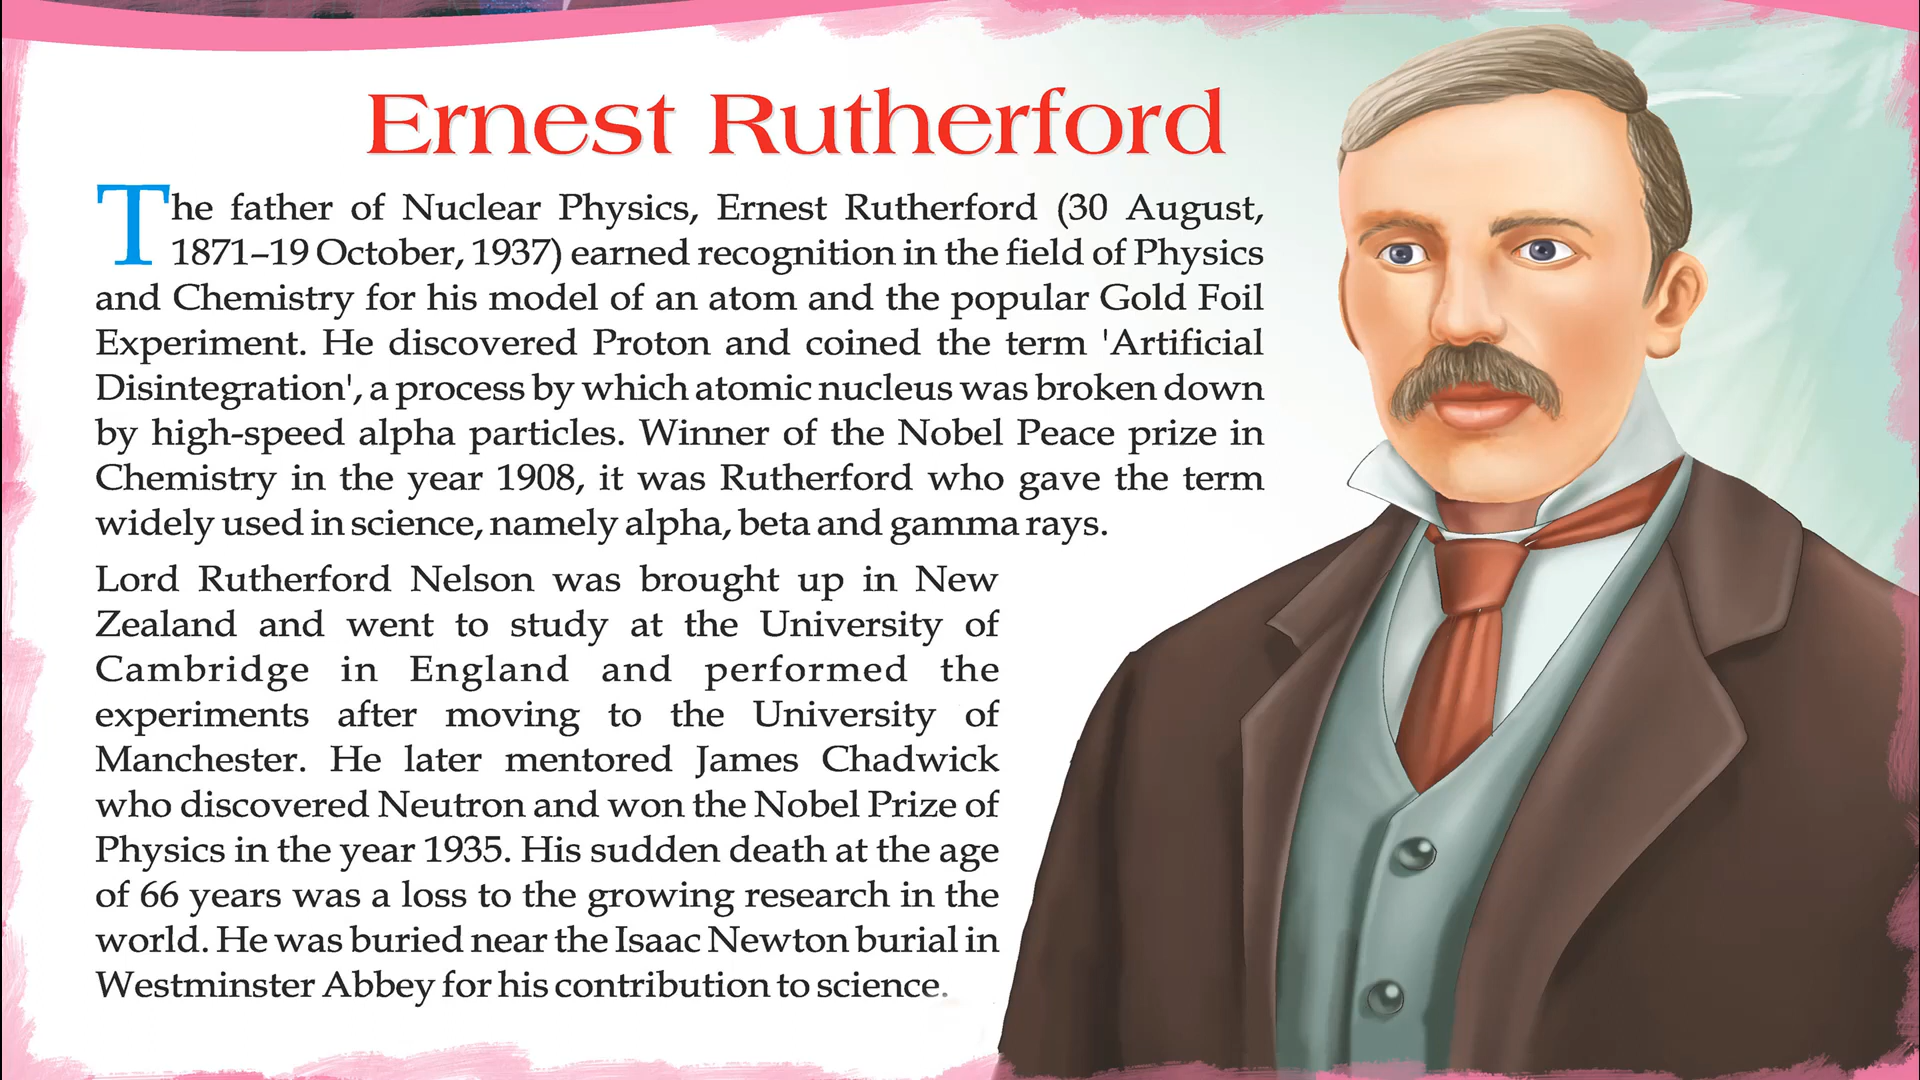 Ernest Rutherford
The father of Nuclear Physics, Ernest Rutherford (30 August,
1871–19 October, 1937) earned recognition in the field of Physics
and Chemistry for his model of an atom and the popular Gold Foil
Experiment. He discovered Proton and coined the term 'Artificial
Disintegration', a process by which atomic nucleus was broken down
by high-speed alpha particles. Winner of the Nobel Peace prize in
Chemistry in the year 1908, it was Rutherford who gave the term
widely used in science, namely alpha, beta and gamma rays.
Lord Rutherford Nelson was brought up in New
Zealand and went to study at the University of
Cambridge in England and performed the
experiments after moving to the University of
Manchester. He later mentored James Chadwick
who discovered Neutron and won the Nobel Prize of
Physics in the year 1935. His sudden death at the age
of 66 years was a loss to the growing research in the
world. He was buried near the Isaac Newton burial in
Westminster Abbey for his contribution to science.